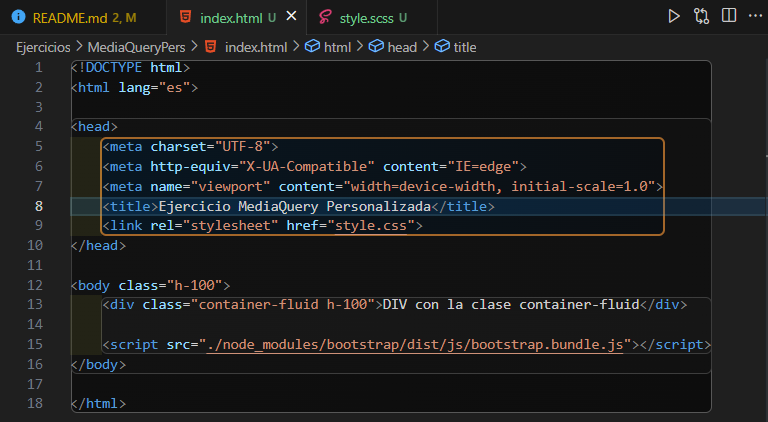 README.md 2, M index.html U style.scss U
Ejercicios > MediaQueryPers > index.html > html > head > title
1 <!DOCTYPE html>
2 <html lang="es">
3
4 <head>
5 <meta charset="UTF-8">
6 <meta http-equiv="X-UA-Compatible" content="IE=edge">
7 <meta name="viewport" content="width=device-width, initial-scale=1.0">
8 <title>Ejercicio MediaQuery Personalizada</title>
9 <link rel="stylesheet" href="style.css">
10 </head>
11
12 <body class="h-100">
13 <div class="container-fluid h-100">DIV con la clase container-fluid</div>
14
15 <script src="./node_modules/bootstrap/dist/js/bootstrap.bundle.js"></script>
16 </body>
17
18 </html>